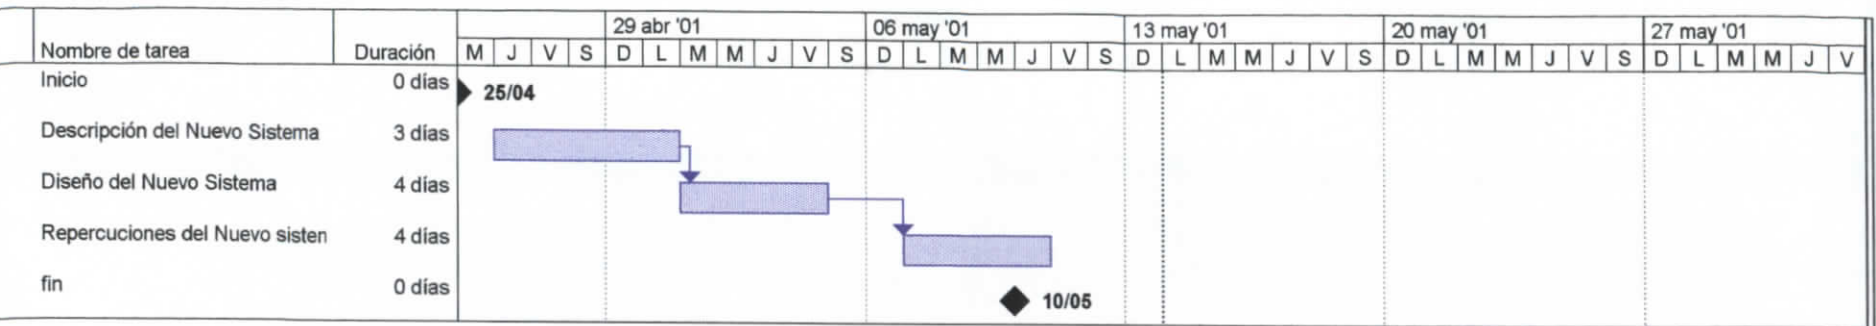 29 abr '01 06 may '01 13 may '01 20 may '01 27 may '01
Nombre de tarea Duración M J V S D L M M J V S D L M M J V S D L M M J V S D L M M J V S D L M M J V
Inicio 0 días 25/04
Descripción del Nuevo Sistema 3 días
Diseño del Nuevo Sistema 4 días
Repercuciones del Nuevo sisten 4 días
fin 0 días 10/05